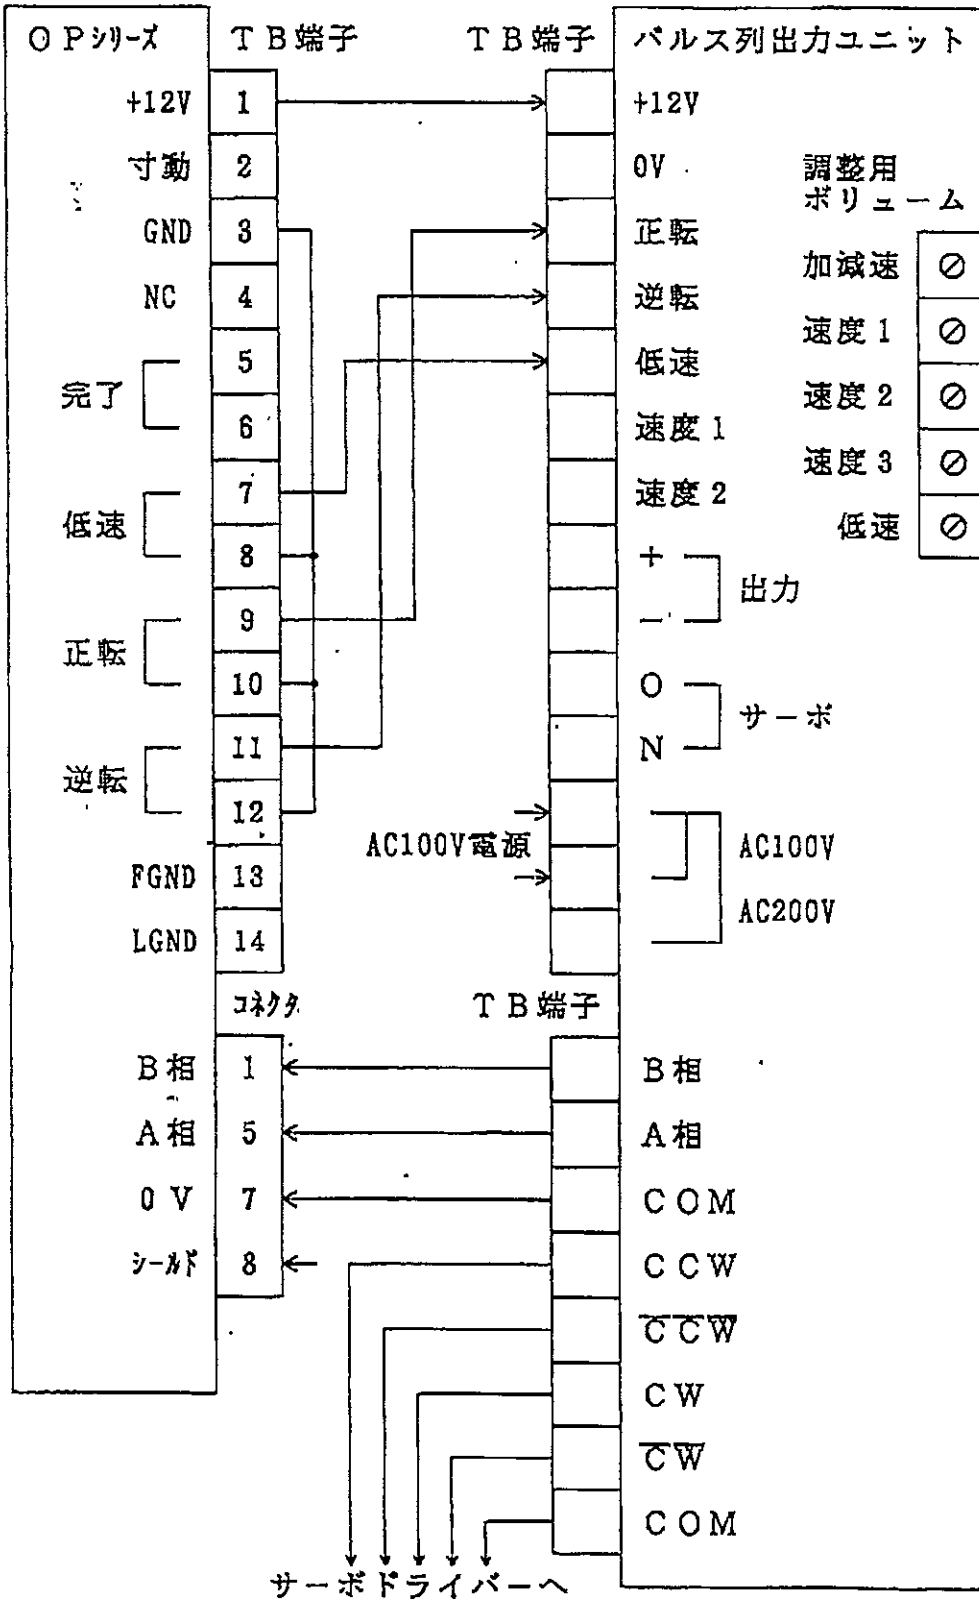 OPシリーズ
TB端子
TB端子
パルス列出力ユニット
+12V
1
+12V
寸動
2
0V
調整用
ボリューム
GND
3
正転
加減速
NC
4
逆転
速度1
完了
5
低速
速度2
6
速度1
速度3
低速
7
速度2
低速
8
+
出力
正転
9
-
10
O
サーボ
逆転
11
N
12
AC100V電源
AC100V
FGND
13
AC200V
LGND
14
コネクタ
TB端子
B相
1
B相
A相
5
A相
0V
7
COM
シールド
8
CCW
C̅C̅W̅
CW
C̅W̅
COM
サーボドライバーへ